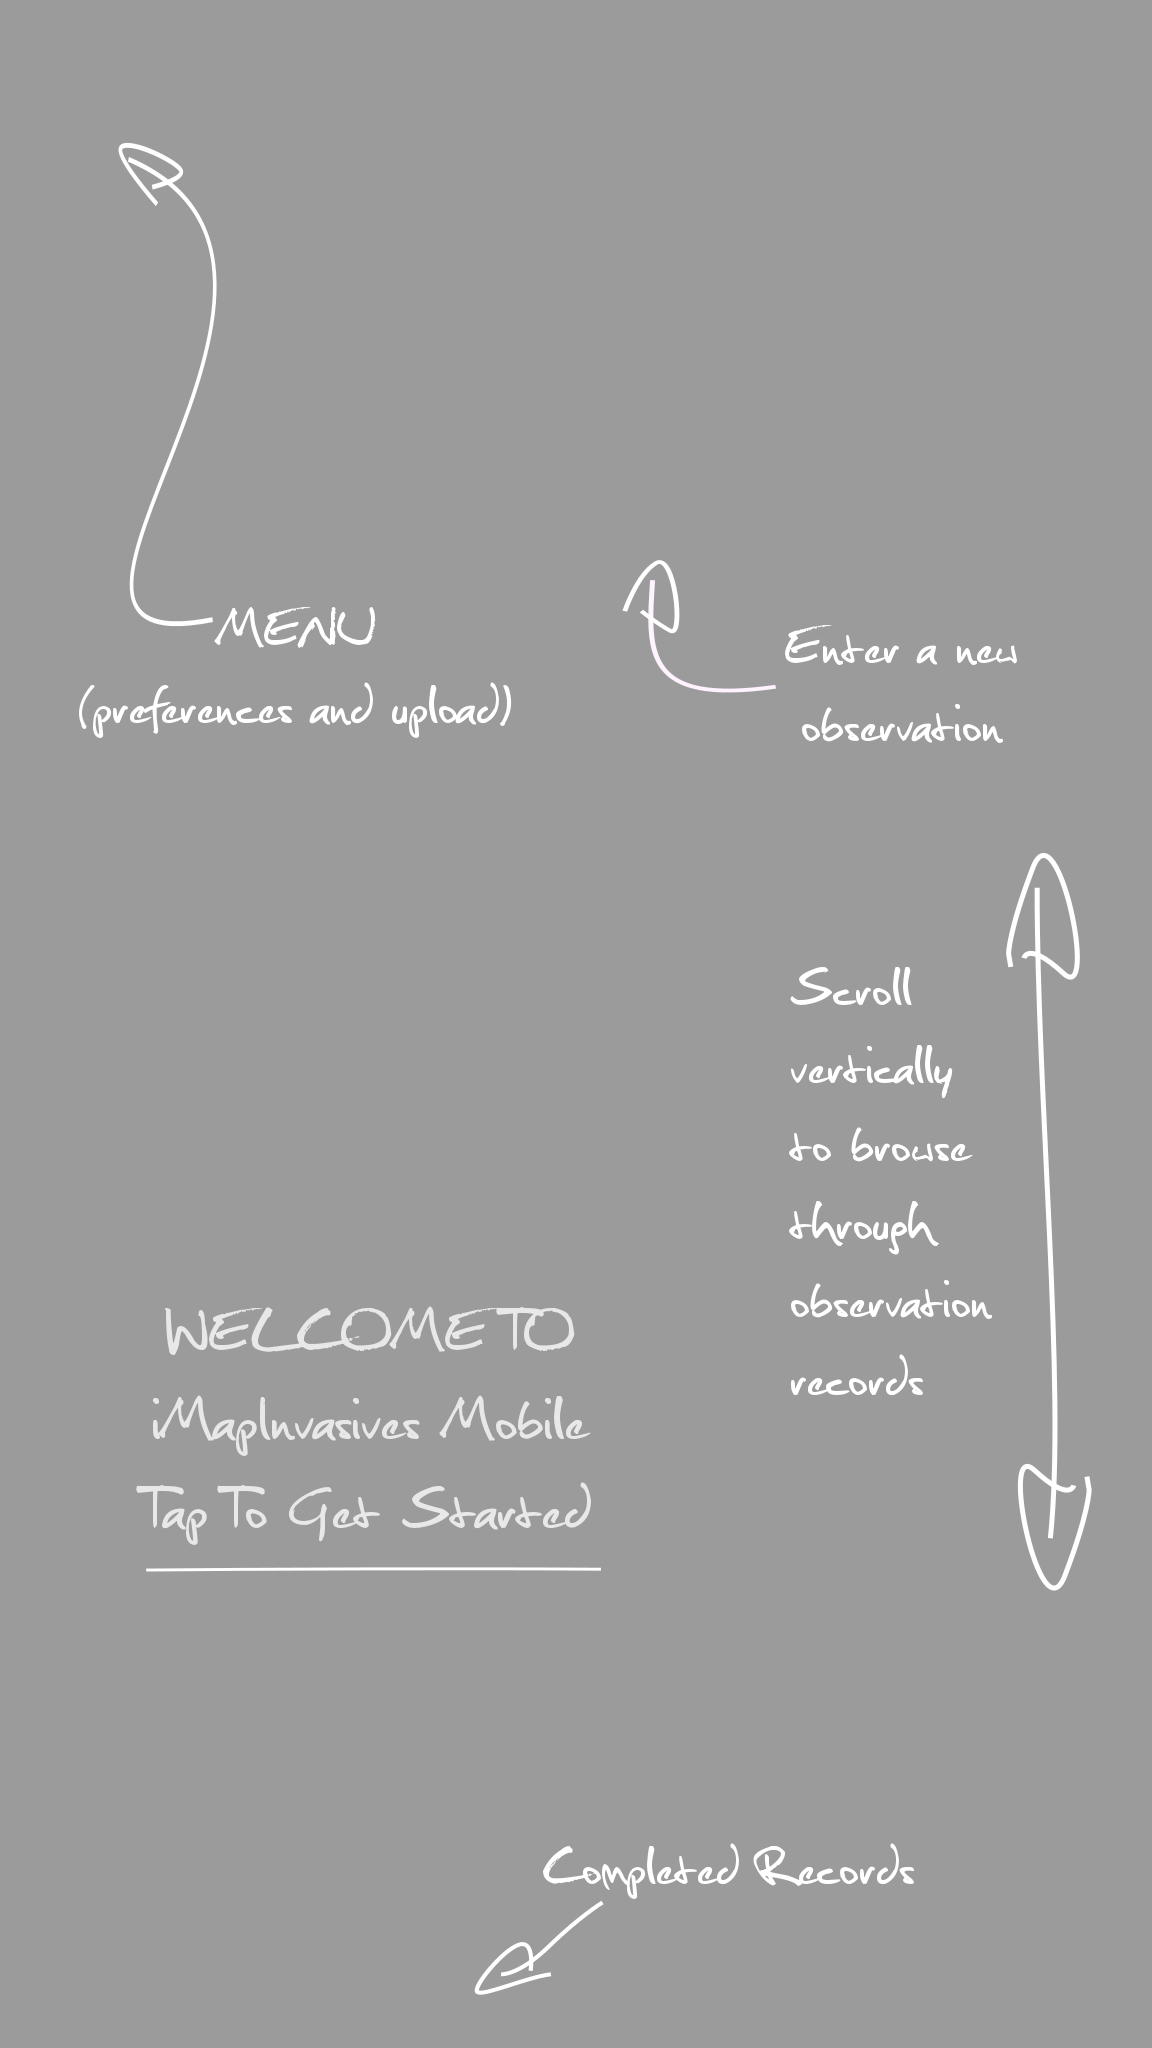 MENU
(preferences and upload))
Enter a new
observation
Scroll
vertically
to browse
through
observation
records
WELCOME TO
iMapInvasives Mobile
Tap To Get Started
Completed Records